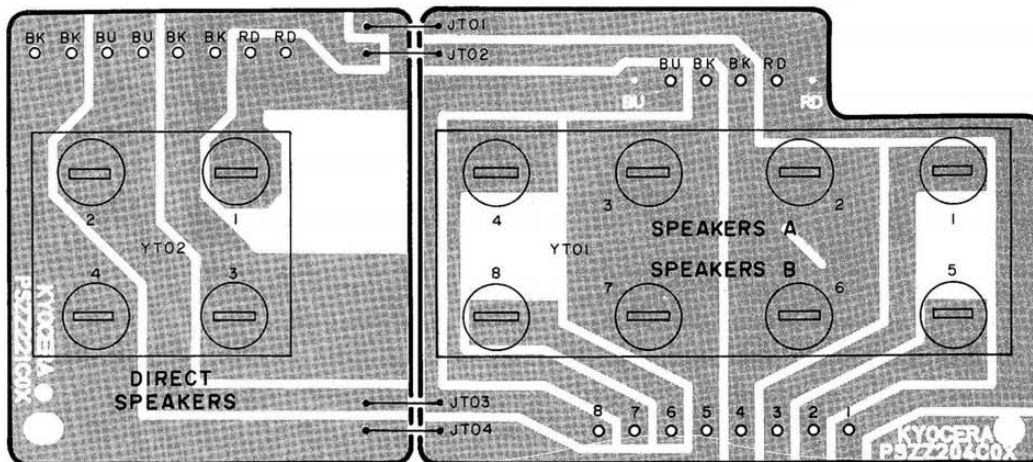 JT01
BK BK BU BU BK BK RD RD
JT02
BU BK BK RD
BU RD
2 1
4 3 2 1
SPEAKERS A
YT02
YT01
4 3
SPEAKERS B
8 7 6 5
KYOCERA
PSZZZ21C0X
DIRECT
SPEAKERS
JT03
8 7 6 5 4 3 2 1
JT04
KYOCERA
PSZZ204C0X